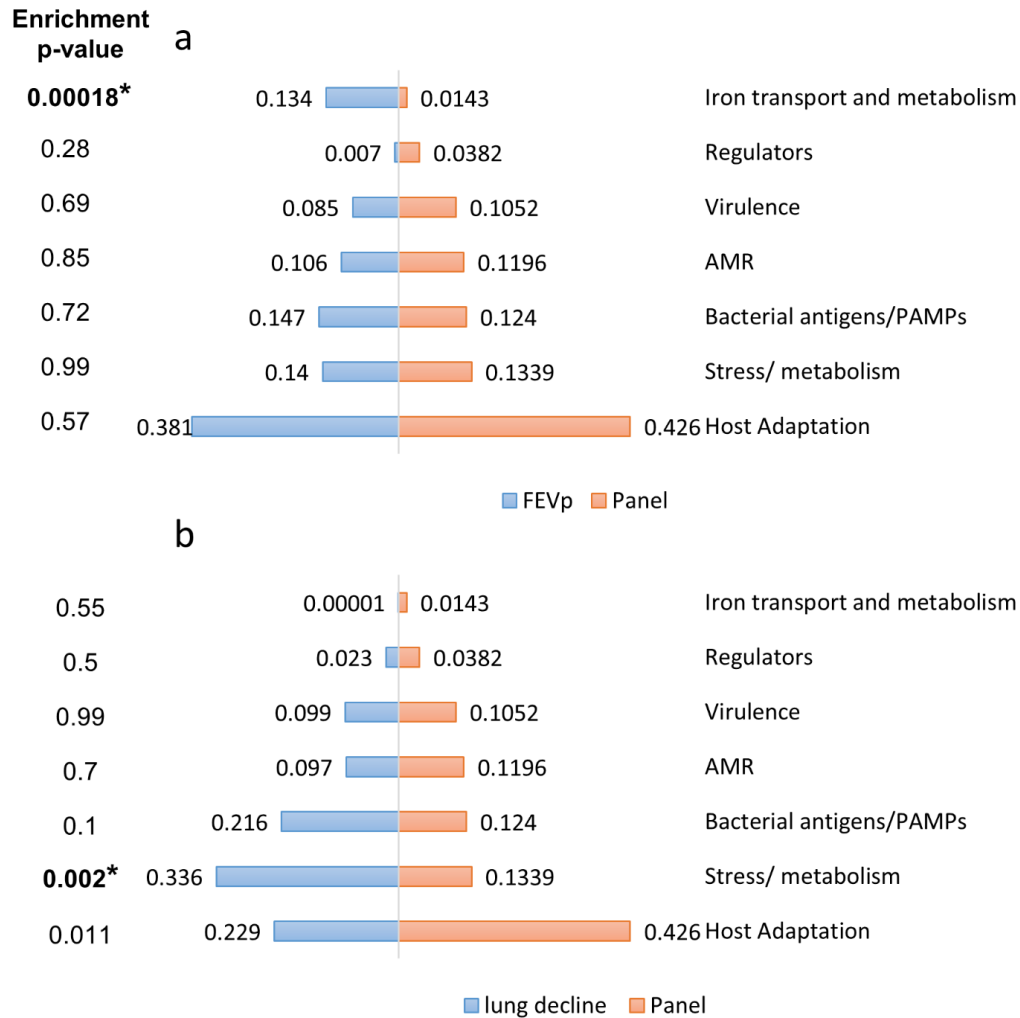 Enrichment
p-value
a
0.00018* 0.134 0.0143 Iron transport and metabolism
0.28 0.007 0.0382 Regulators
0.69 0.085 0.1052 Virulence
0.85 0.106 0.1196 AMR
0.72 0.147 0.124 Bacterial antigens/PAMPs
0.99 0.14 0.1339 Stress/ metabolism
0.57 0.381 0.426 Host Adaptation
FEVp Panel
b
0.55 0.00001 0.0143 Iron transport and metabolism
0.5 0.023 0.0382 Regulators
0.99 0.099 0.1052 Virulence
0.7 0.097 0.1196 AMR
0.1 0.216 0.124 Bacterial antigens/PAMPs
0.002* 0.336 0.1339 Stress/ metabolism
0.011 0.229 0.426 Host Adaptation
lung decline Panel